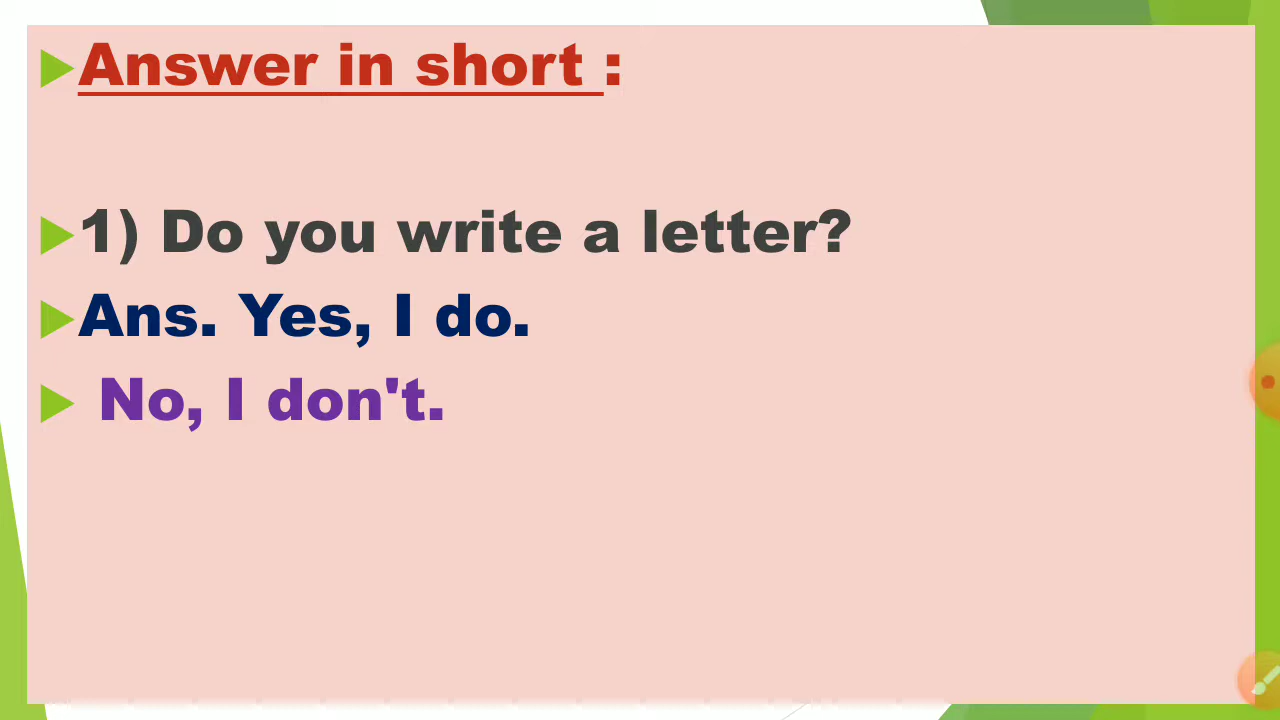 Answer in short :
1) Do you write a letter?
Ans. Yes, I do.
No, I don't.